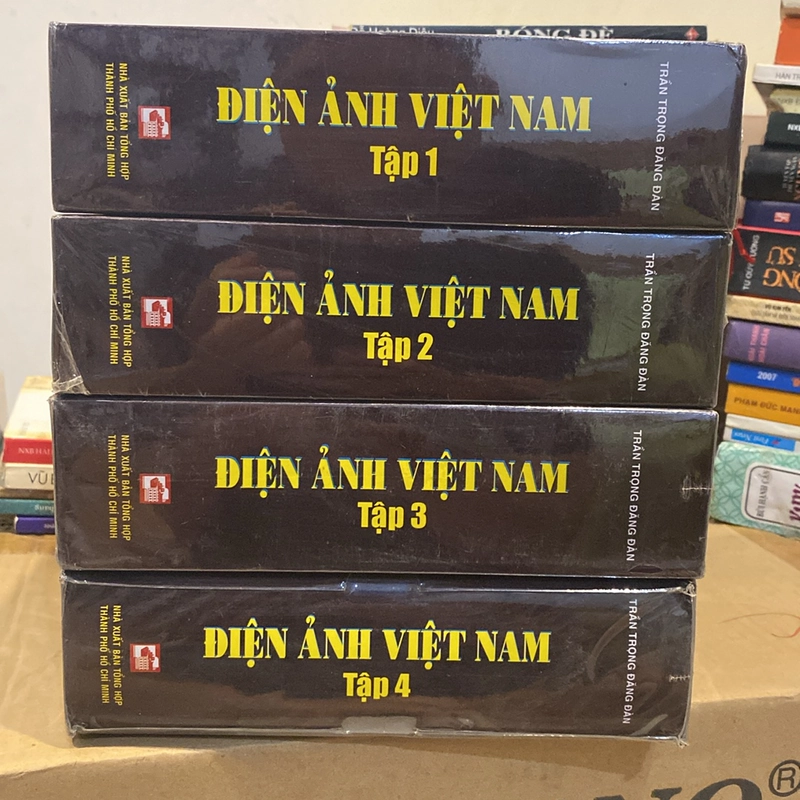 BÓNG ĐÈ
ĐIỆN ẢNH VIỆT NAM
Tập 1
NHÀ XUẤT BẢN TỔNG HỢP
THÀNH PHỐ HỒ CHÍ MINH
TRẦN TRỌNG ĐĂNG ĐÀN
ĐIỆN ẢNH VIỆT NAM
Tập 2
NHÀ XUẤT BẢN TỔNG HỢP
THÀNH PHỐ HỒ CHÍ MINH
TRẦN TRỌNG ĐĂNG ĐÀN
ĐIỆN ẢNH VIỆT NAM
Tập 3
NHÀ XUẤT BẢN TỔNG HỢP
THÀNH PHỐ HỒ CHÍ MINH
TRẦN TRỌNG ĐĂNG ĐÀN
ĐIỆN ẢNH VIỆT NAM
Tập 4
NHÀ XUẤT BẢN TỔNG HỢP
THÀNH PHỐ HỒ CHÍ MINH
TRẦN TRỌNG ĐĂNG ĐÀN
SỬ
2007
PHẠM ĐỨC
First News
VŨ